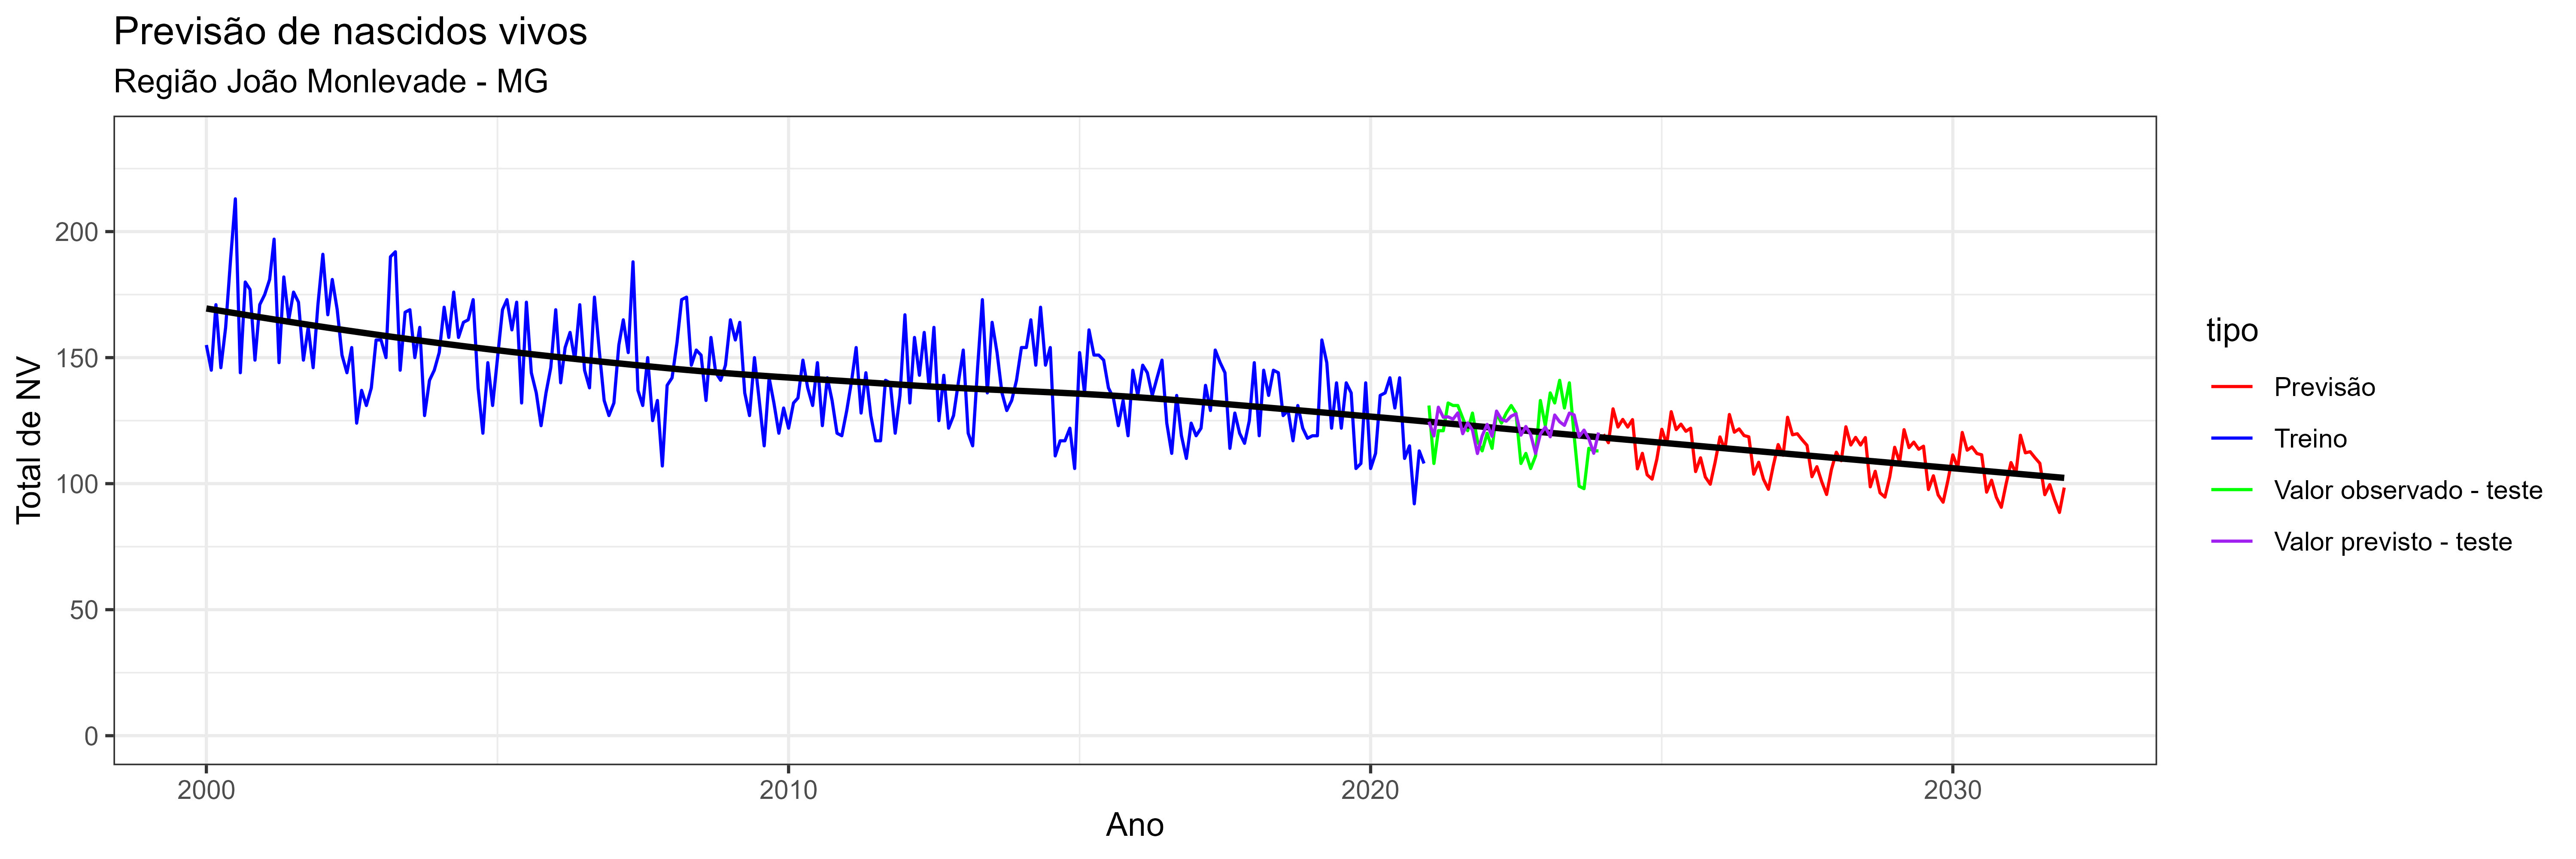 Previsão de nascidos vivos
Região João Monlevade - MG
Total de NV
200
150
100
50
0
2000
2010
2020
2030
Ano
tipo
Previsão
Treino
Valor observado - teste
Valor previsto - teste